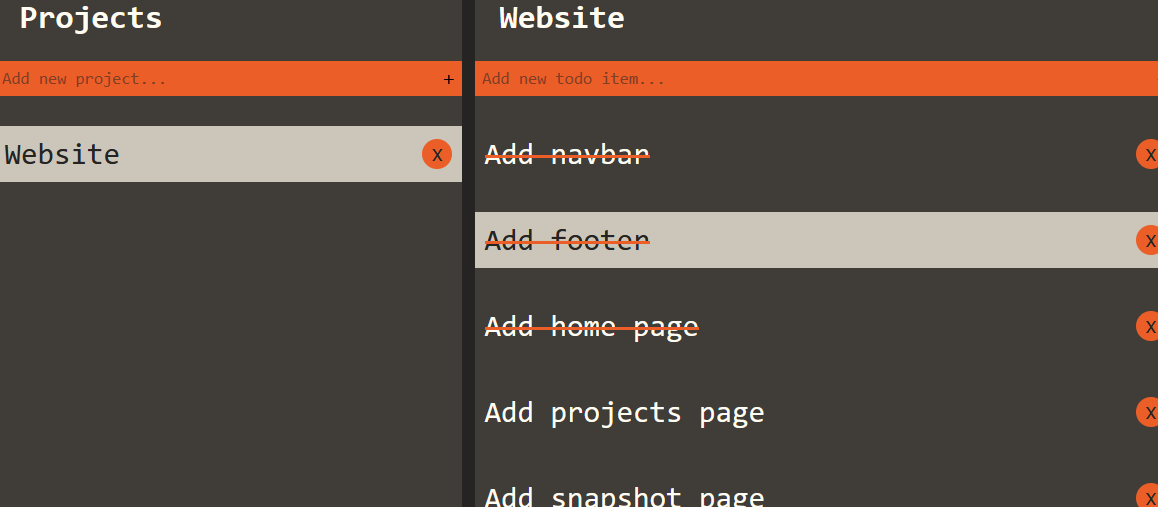 Projects
Add new project...
+
Website
X
Website
Add new todo item...
Add navbar
X
Add footer
X
Add home page
X
Add projects page
X
Add snapshot page
X